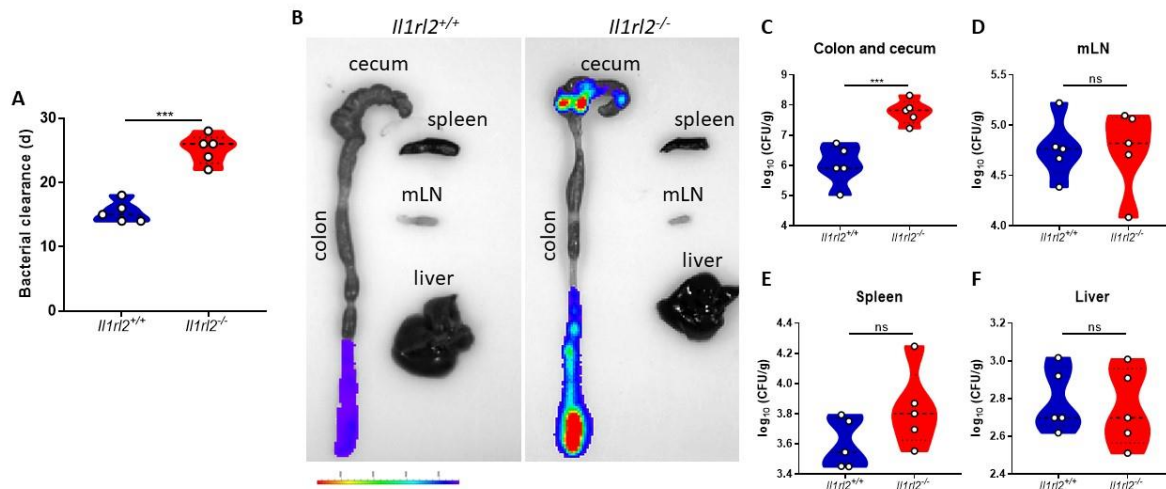 A
Bacterial clearance (d)
30
20
10
0
***
Il1rl2+/+
Il1rl2-/-
B
Il1rl2+/+
Il1rl2-/-
cecum
spleen
mLN
colon
liver
cecum
spleen
mLN
colon
liver
C
Colon and cecum
***
log10 (CFU/g)
10
9
8
7
6
5
4
Il1rl2+/+
Il1rl2-/-
D
mLN
ns
log10 (CFU/g)
5.5
5.0
4.5
4.0
Il1rl2+/+
Il1rl2-/-
E
Spleen
ns
log10 (CFU/g)
4.4
4.2
4.0
3.8
3.6
3.4
Il1rl2+/+
Il1rl2-/-
F
Liver
ns
log10 (CFU/g)
3.2
3.0
2.8
2.6
2.4
Il1rl2+/+
Il1rl2-/-